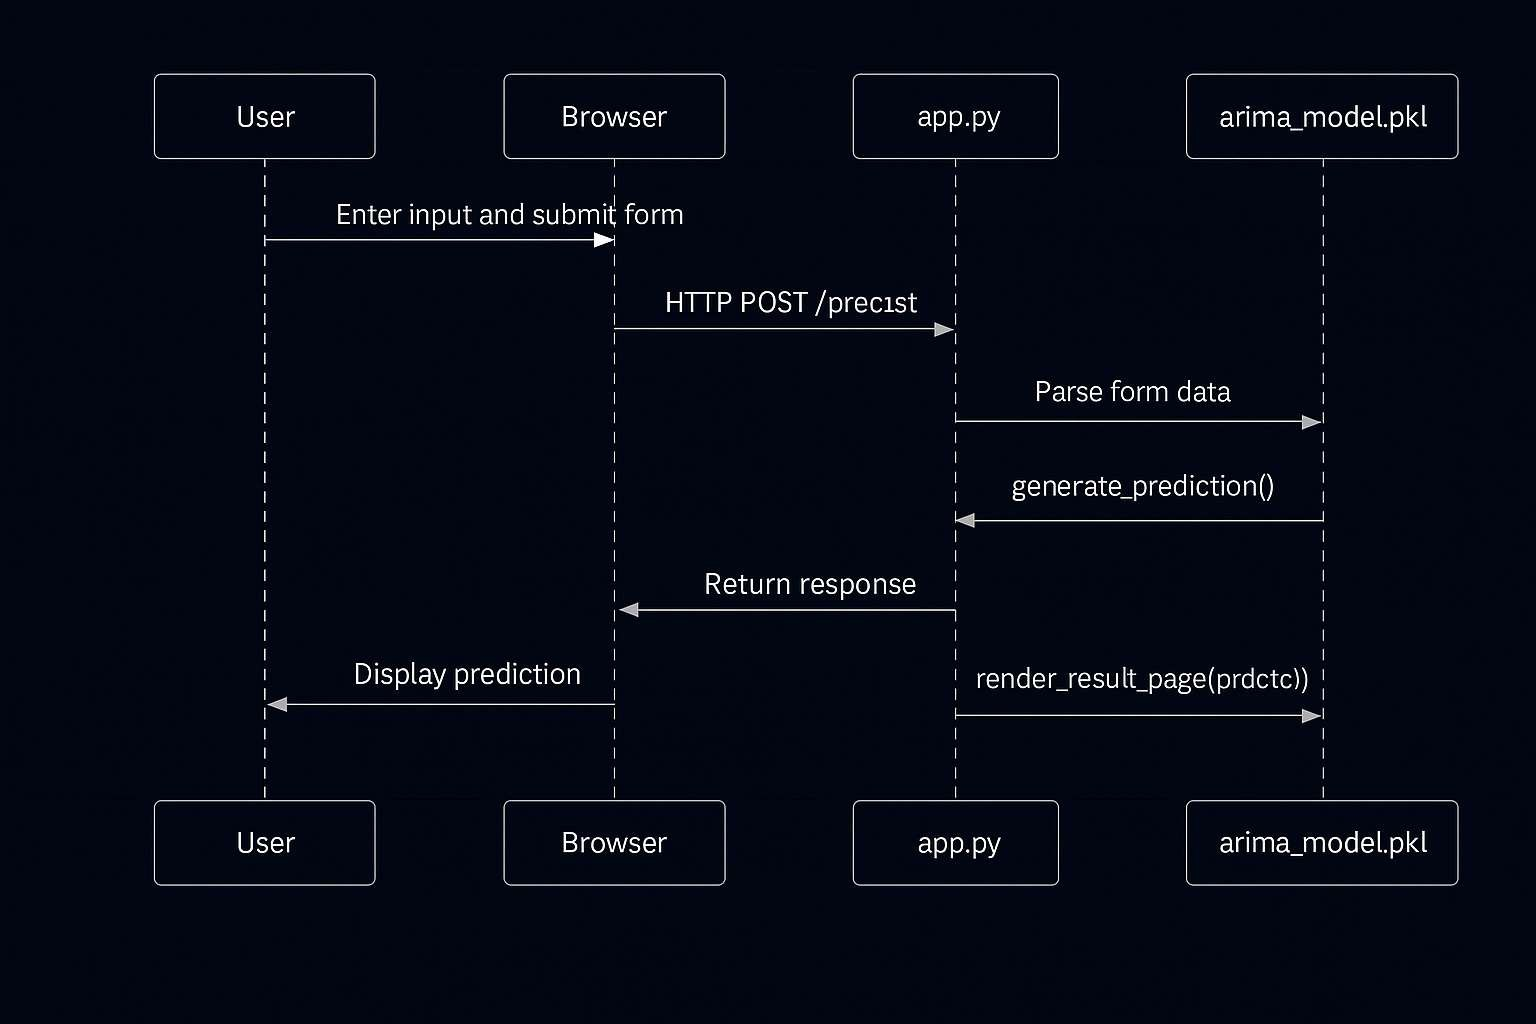 User
Browser
app.py
arima_model.pkl
Enter input and submit form
HTTP POST /prec1st
Parse form data
generate_prediction()
Return response
Display prediction
render_result_page(prdctc))
User
Browser
app.py
arima_model.pkl